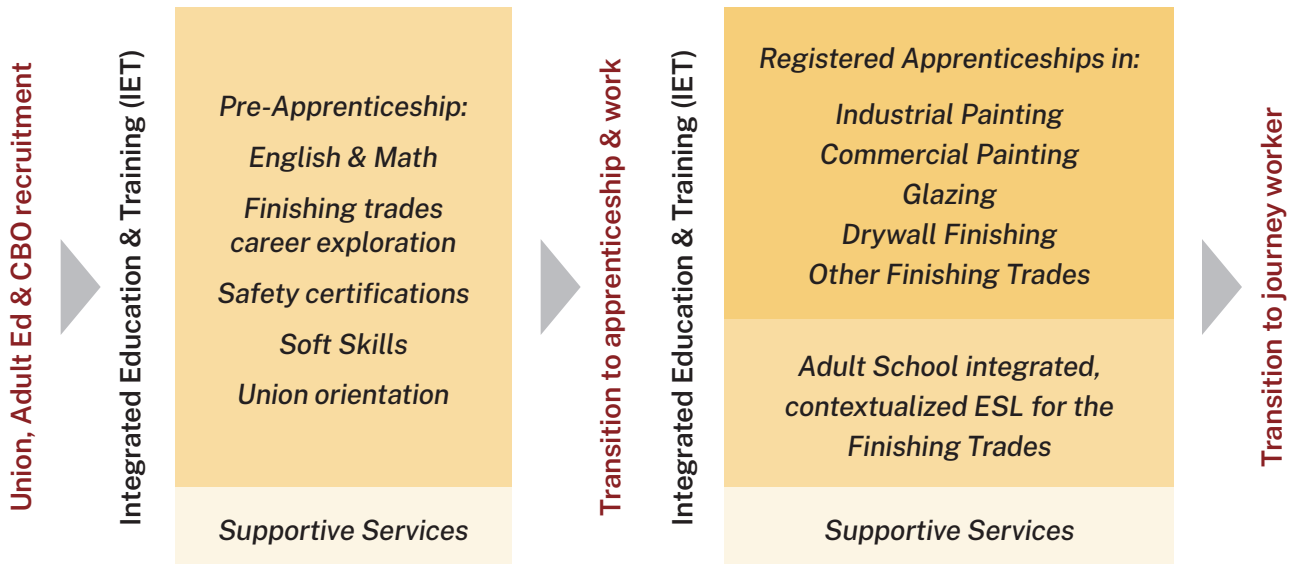 Union, Adult Ed & CBO recruitment
Integrated Education & Training (IET)
Pre-Apprenticeship:
English & Math
Finishing trades
career exploration
Safety certifications
Soft Skills
Union orientation
Supportive Services
Transition to apprenticeship & work
Integrated Education & Training (IET)
Registered Apprenticeships in:
Industrial Painting
Commercial Painting
Glazing
Drywall Finishing
Other Finishing Trades
Adult School integrated,
contextualized ESL for the
Finishing Trades
Supportive Services
Transition to journey worker